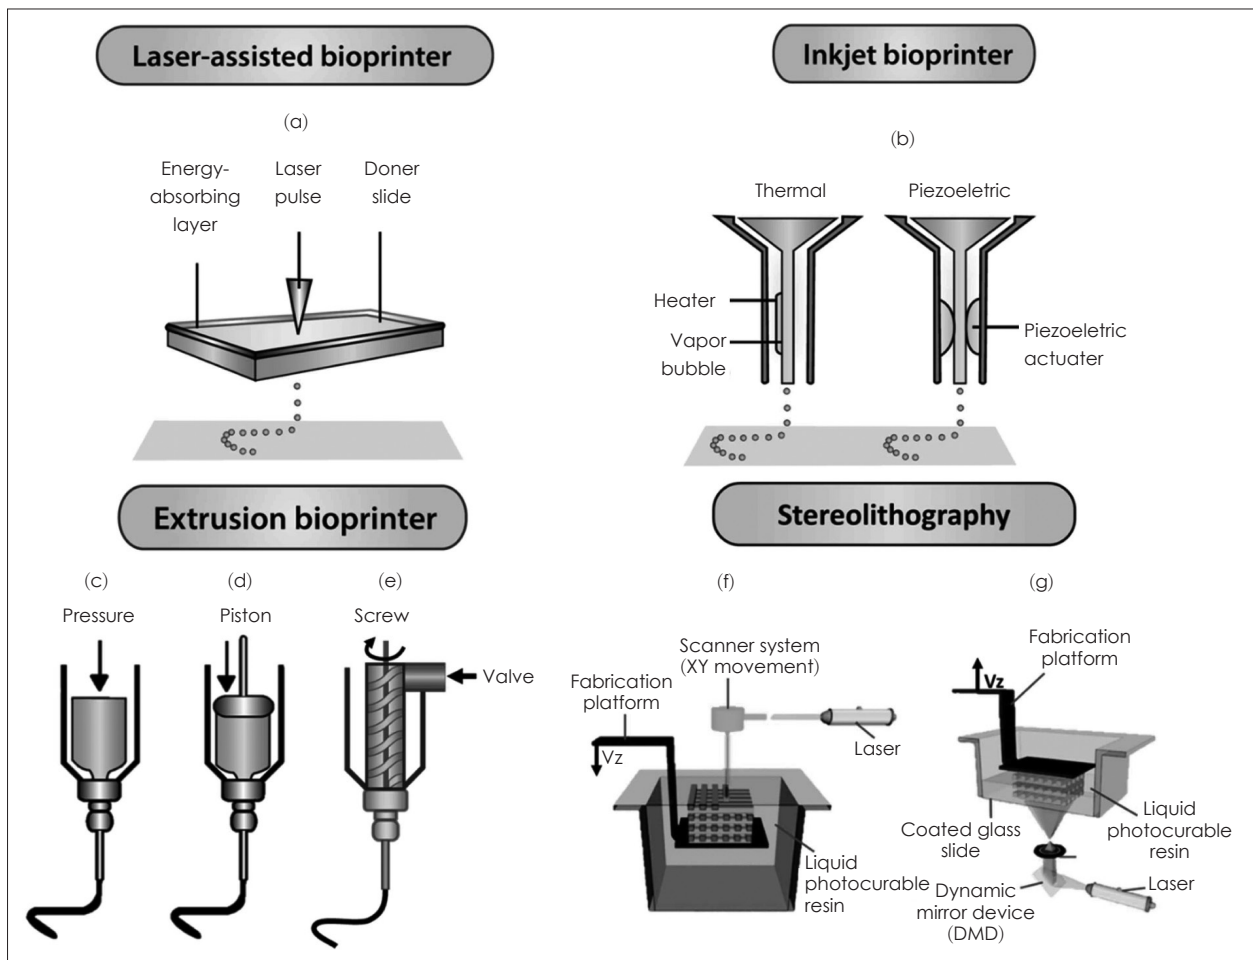 Laser-assisted bioprinter
(a)
Energy-
absorbing
layer
Laser
pulse
Doner
slide
Inkjet bioprinter
(b)
Thermal
Piezoeletric
Heater
Vapor
bubble
Piezoeletric
actuater
Extrusion bioprinter
(c)
Pressure
(d)
Piston
(e)
Screw
Valve
Stereolithography
(f)
Scanner system
(XY movement)
Fabrication
platform
Vz
Laser
Liquid
photocurable
resin
(g)
Fabrication
platform
Vz
Coated glass
slide
Liquid
photocurable
resin
Laser
Dynamic
mirror device
(DMD)